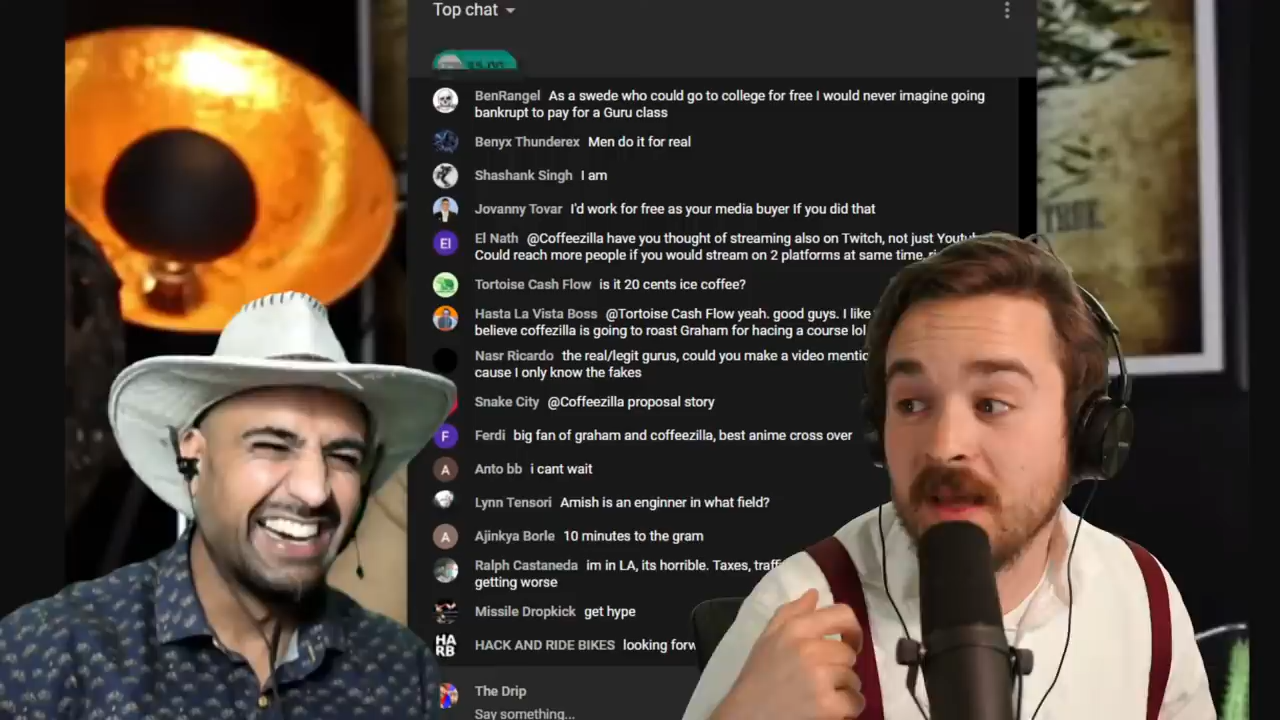 Top chat
$5.00
BenRangel As a swede who could go to college for free I would never imagine going
bankrupt to pay for a Guru class
Benyx Thunderex Men do it for real
Shashank Singh I am
Jovanny Tovar I'd work for free as your media buyer If you did that
El El Nath @Coffeezilla have you thought of streaming also on Twitch, not just
Could reach more people if you would stream on 2 platforms at same time,
TRUE
Tortoise Cash Flow is it 20 cents ice coffee?
Hasta La Vista Boss @Tortoise Cash Flow yeah. good guys. I like
believe coffezilla is going to roast Graham for hacing a course lol
Nasr Ricardo the real/legit gurus, could you make a video
cause I only know the fakes
Snake City @Coffeezilla proposal story
F Ferdi big fan of graham and coffeezilla, best anime cross over
A Anto bb i cant wait
Lynn Tensori Amish is an enginner in what field?
A Ajinkya Borle 10 minutes to the gram
Ralph Castaneda im in LA, its horrible. Taxes,
getting worse
Missile Dropkick get hype
HA
RB HACK AND RIDE BIKES looking
The Drip
Say something...